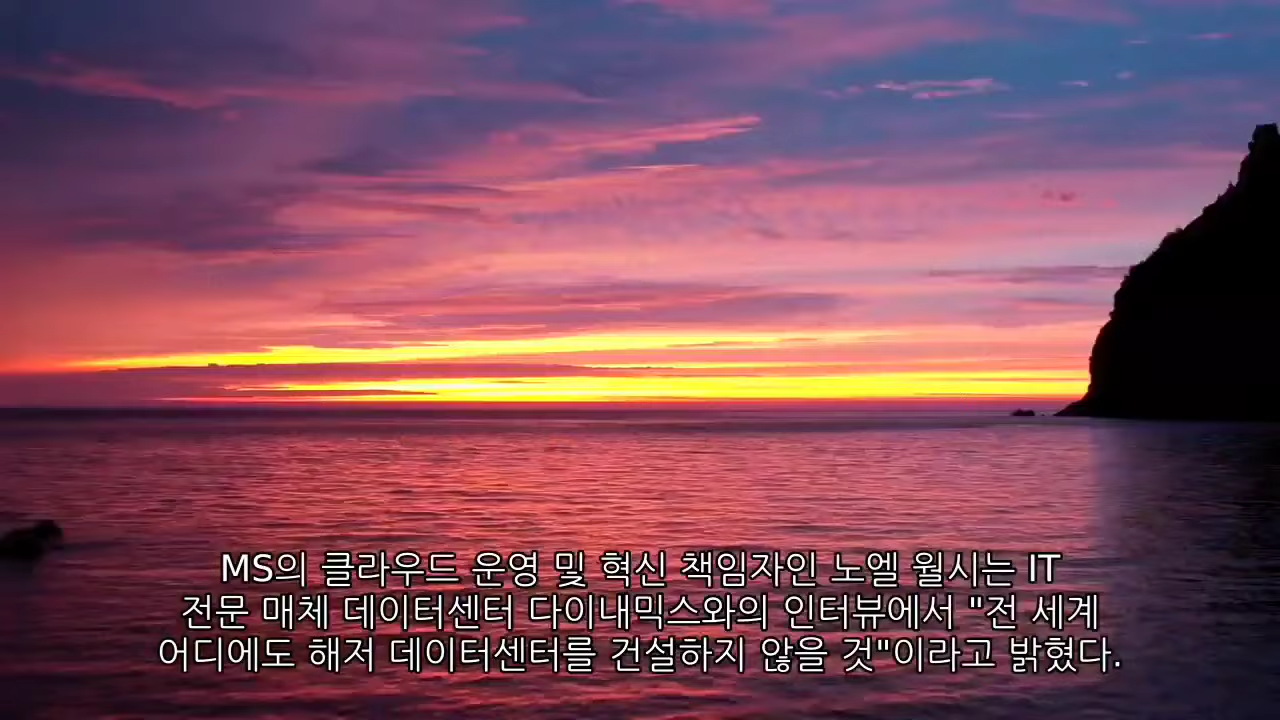 MS의 클라우드 운영 및 혁신 책임자인 노엘 월시는 IT
전문 매체 데이터센터 다이내믹스와의 인터뷰에서 "전 세계
어디에도 해저 데이터센터를 건설하지 않을 것"이라고 밝혔다.